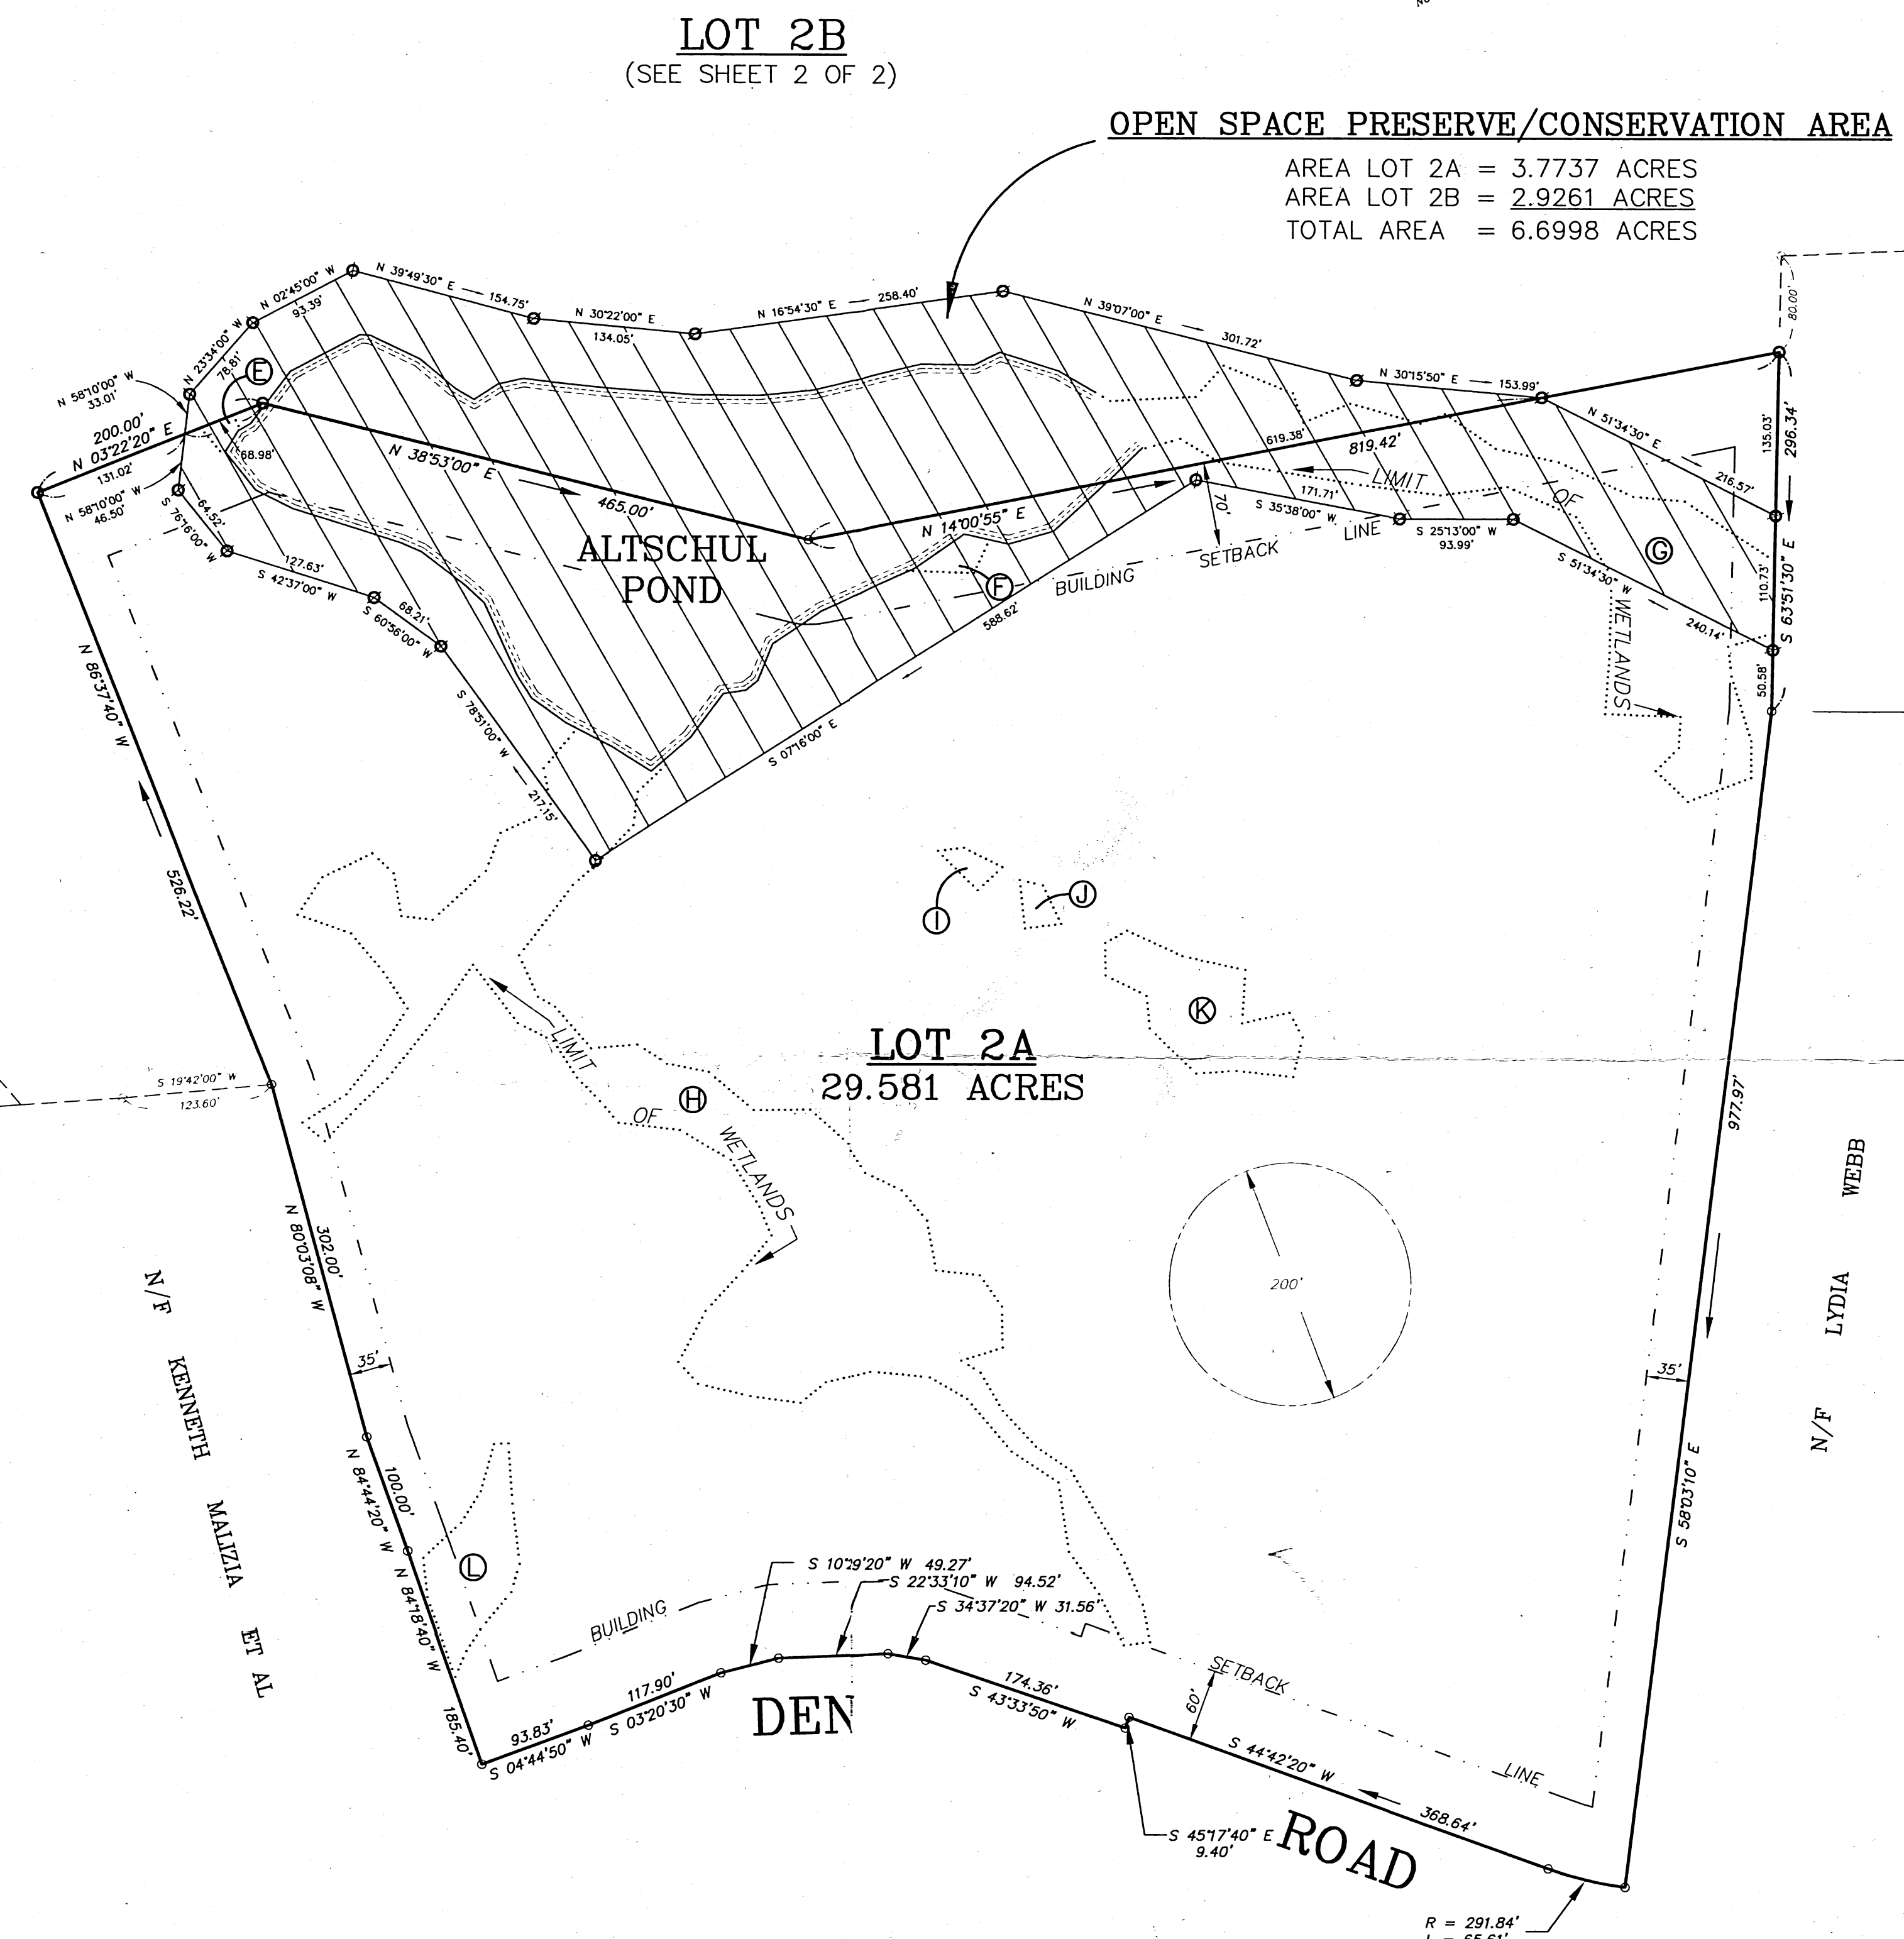 LOT 2B
(SEE SHEET 2 OF 2)
OPEN SPACE PRESERVE/CONSERVATION AREA
AREA LOT 2A = 3.7737 ACRES
AREA LOT 2B = 2.9261 ACRES
TOTAL AREA = 6.6998 ACRES
N 02°45'00" W
93.39'
N 39°49'30" E 154.75'
N 30°22'00" E
134.05'
N 16°54'30" E 258.40'
N 39°07'00" E 301.72'
N 30°15'50" E 153.99'
N 51°34'30" E
216.57'
80.00'
135.03'
296.34'
110.73'
S 63°51'30" E
50.58'
N 23°34'00" W
78.81'
E
N 58°10'00" W
33.01'
200.00'
N 03°22'20" E
131.02'
68.98'
N 58°10'00" W
46.50'
S 76°16'00" W
64.52'
127.63'
S 42°37'00" W
68.21'
S 60°56'00" W
S 78°51'00" W
217.15'
N 38°53'00" E
465.00'
N 14°00'55" E
619.38'
819.42'
ALTSCHUL
POND
F
588.62'
S 07°16'00" E
70'
171.71'
S 35°38'00" W
S 25°13'00" W
93.99'
S 51°34'30" W
240.14'
G
LIMIT
OF
WETLANDS
BUILDING
SETBACK
LINE
N 86°37'40" W
526.22'
S 19°42'00" W
123.60'
I
J
K
LOT 2A
29.581 ACRES
LIMIT
OF
WETLANDS
H
200'
977.97'
S 58°03'10" E
35'
N/F LYDIA WEBB
N/F KENNETH MALIZIA ET AL
302.00'
N 80°03'08" W
35'
100.00'
N 84°44'20" W
N 84°18'40" W
185.40'
L
BUILDING
SETBACK
LINE
60'
S 10°29'20" W 49.27'
S 22°33'10" W 94.52'
S 34°37'20" W 31.56'
93.83'
S 04°44'50" W
117.90'
S 03°20'30" W
174.36'
S 43°33'50" W
S 44°42'20" W
368.64'
S 45°17'40" E
9.40'
DEN
ROAD
R = 291.84'
L = 65.61'